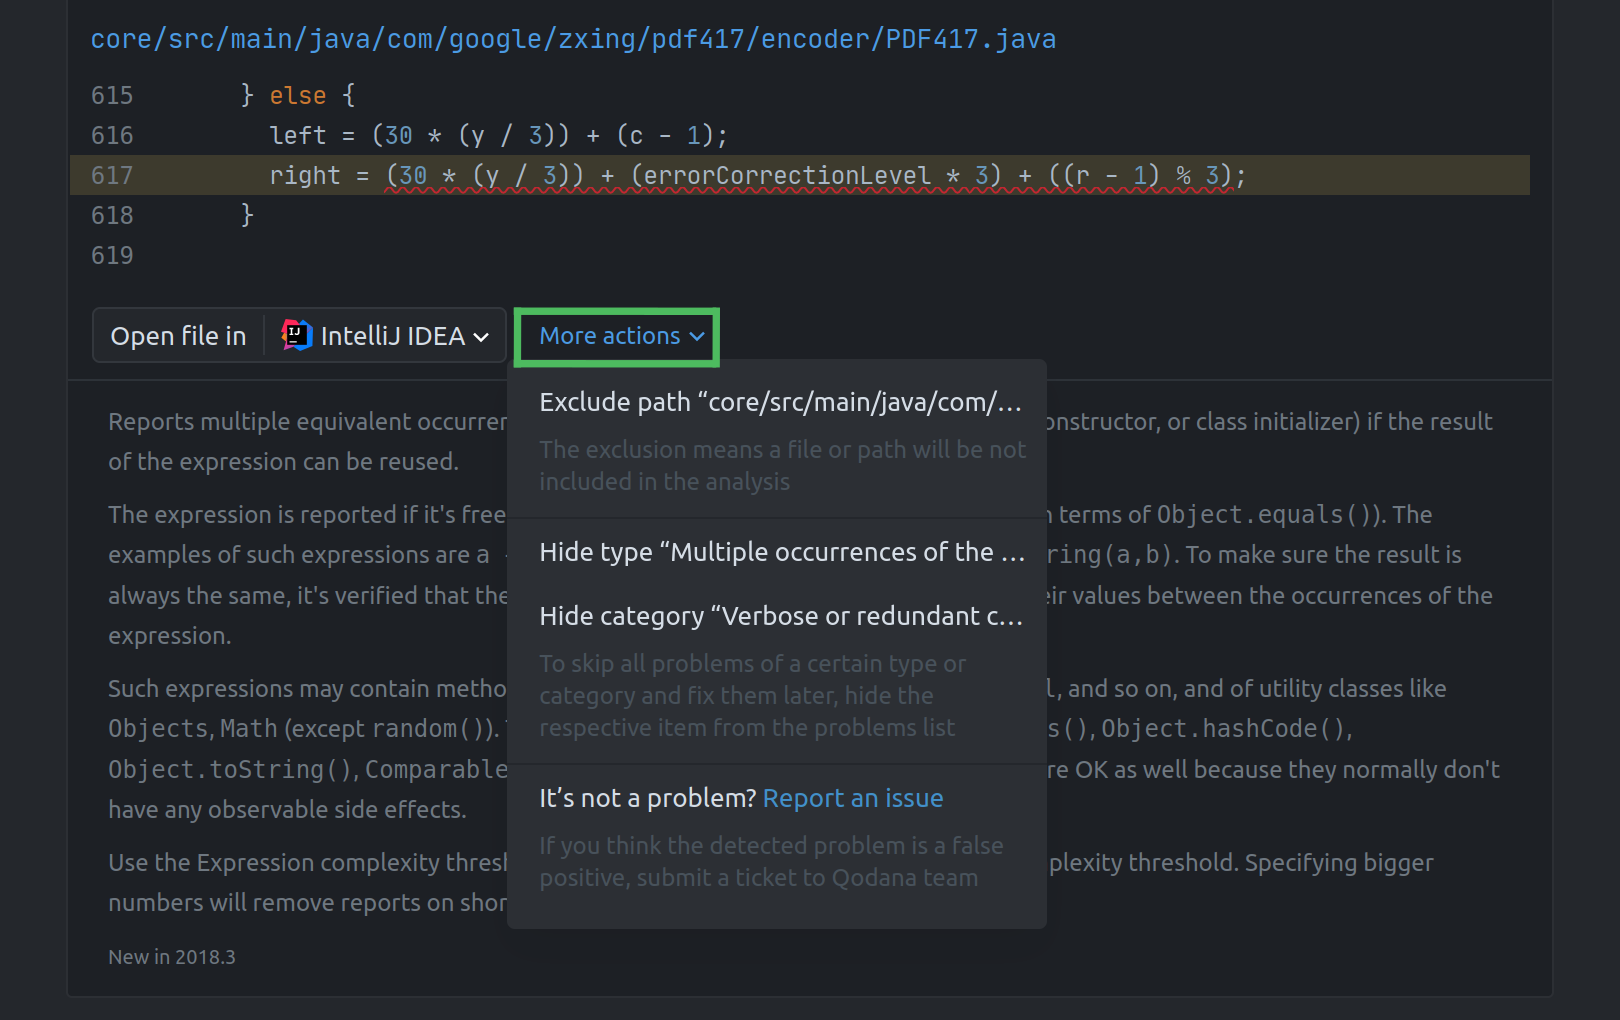 core/src/main/java/com/google/zxing/pdf417/encoder/PDF417.java
615 } else {
616 left = (30 * (y / 3)) + (c - 1);
617 right = (30 * (y / 3)) + (errorCorrectionLevel * 3) + ((r - 1) % 3);
618 }
619
Open file in IntelliJ IDEA More actions
Exclude path “core/src/main/java/com/…
The exclusion means a file or path will be not
included in the analysis
Hide type “Multiple occurrences of the …
Hide category “Verbose or redundant c…
To skip all problems of a certain type or
category and fix them later, hide the
respective item from the problems list
It’s not a problem? Report an issue
If you think the detected problem is a false
positive, submit a ticket to Qodana team
Reports multiple equivalent occurren onstructor, or class initializer) if the result
of the expression can be reused.
The expression is reported if it's free terms of Object.equals()). The
examples of such expressions are a ring(a,b). To make sure the result is
always the same, it's verified that the eir values between the occurrences of the
expression.
Such expressions may contain metho l, and so on, and of utility classes like
Objects, Math (except random()). s(), Object.hashCode(),
Object.toString(), Comparable re OK as well because they normally don't
have any observable side effects.
Use the Expression complexity thresh plexity threshold. Specifying bigger
numbers will remove reports on shor
New in 2018.3